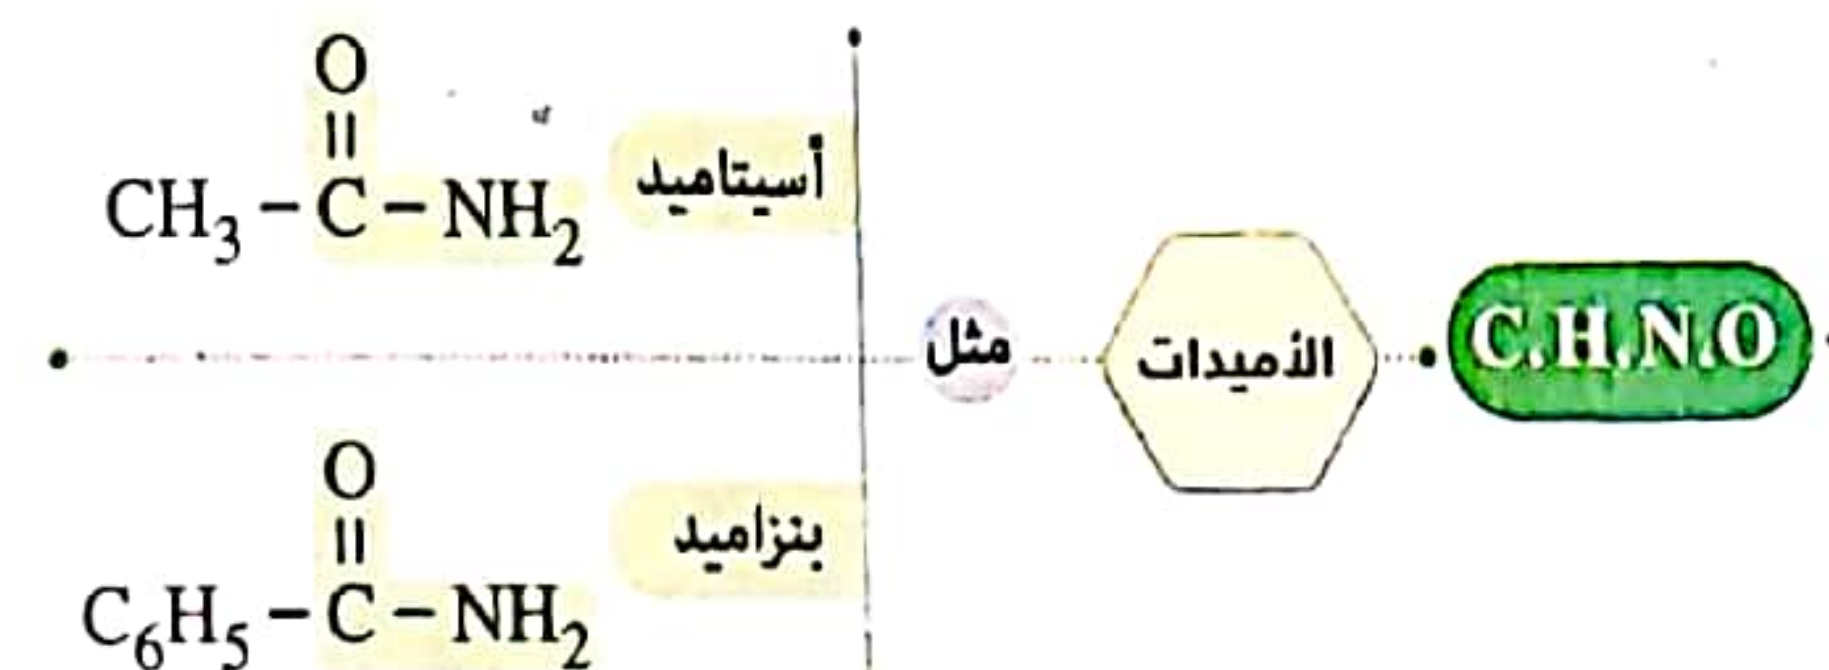 C.H.N.O
الأميدات
مثل
أسيتاميد
O
||
CH₃ – C – NH₂
بنزاميد
O
||
C₆H₅ – C – NH₂